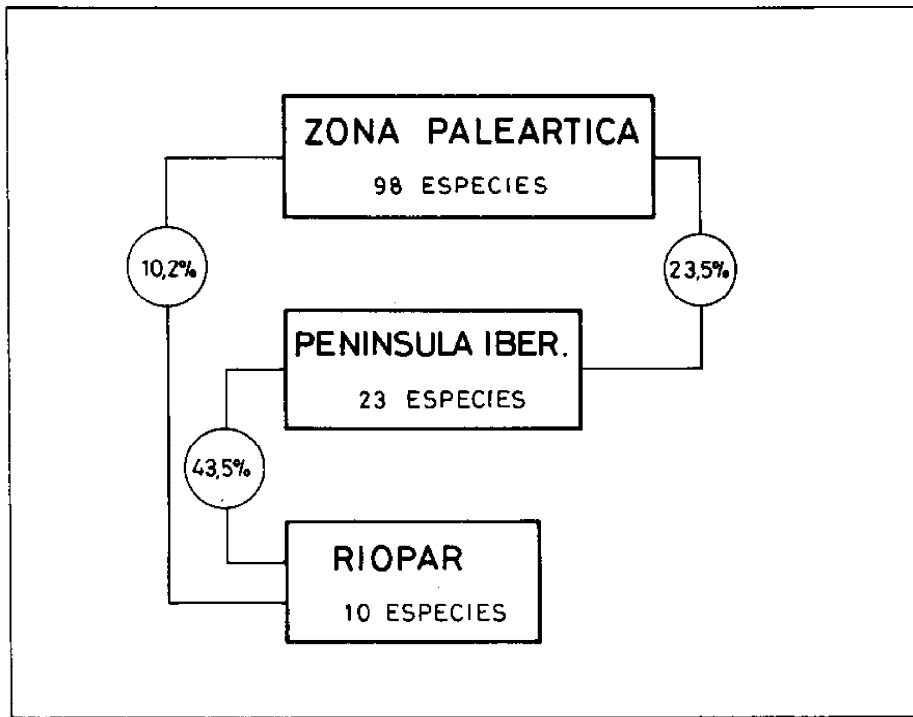 ZONA PALEARTICA
98 ESPECIES
10,2%
23,5%
PENINSULA IBER.
23 ESPECIES
43,5%
RIOPAR
10 ESPECIES